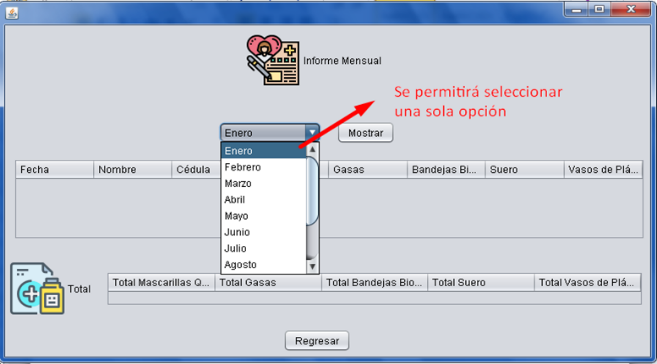 Informe Mensual
Se permitirá seleccionar
una sola opción
Enero
Mostrar
Enero
Febrero
Marzo
Abril
Mayo
Junio
Julio
Agosto
Fecha Nombre Cédula Gasas Bandejas Bi... Suero Vasos de Plá...
Total
Total Mascarillas Q... Total Gasas Total Bandejas Bio... Total Suero Total Vasos de Plá...
Regresar